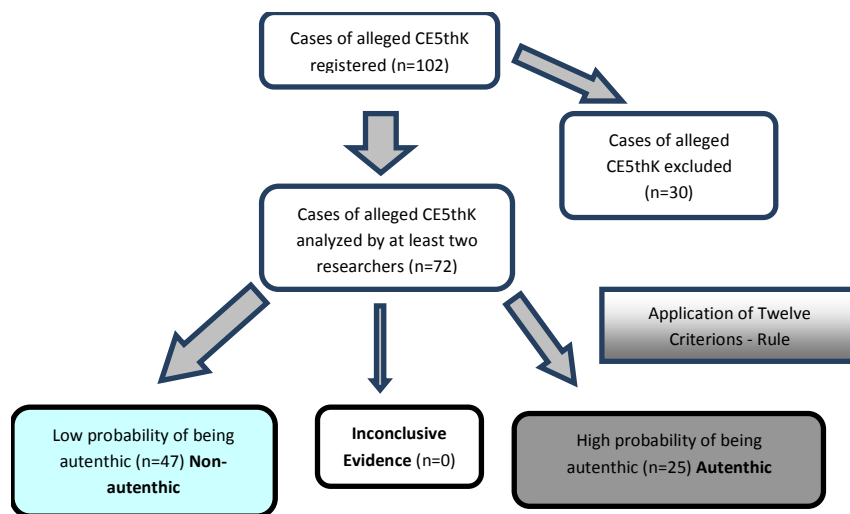 Cases of alleged CE5thK
registered (n=102)
Cases of alleged
CE5thK excluded
(n=30)
Cases of alleged CE5thK
analyzed by at least two
researchers (n=72)
Application of Twelve
Criterions - Rule
Low probability of being
autenthic (n=47) Non-
autenthic
Inconclusive
Evidence (n=0)
High probability of being
autenthic (n=25) Autenthic